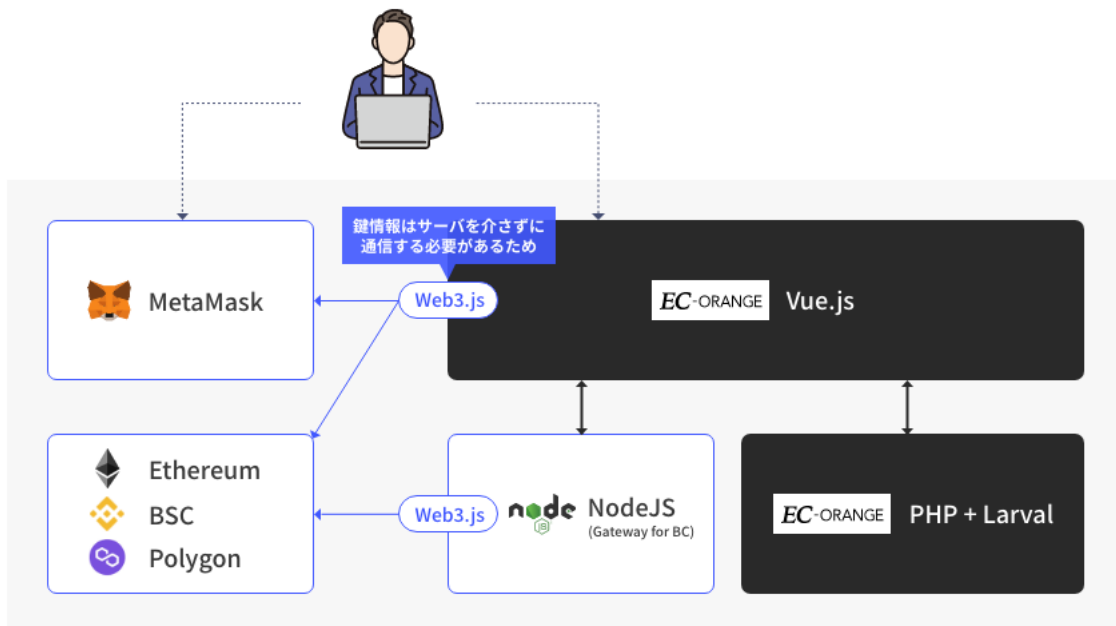 鍵情報はサーバを介さずに
通信する必要があるため
MetaMask
Web3.js
EC-ORANGE
Vue.js
Ethereum
BSC
Polygon
Web3.js
node
JS
NodeJS
(Gateway for BC)
EC-ORANGE
PHP + Larval